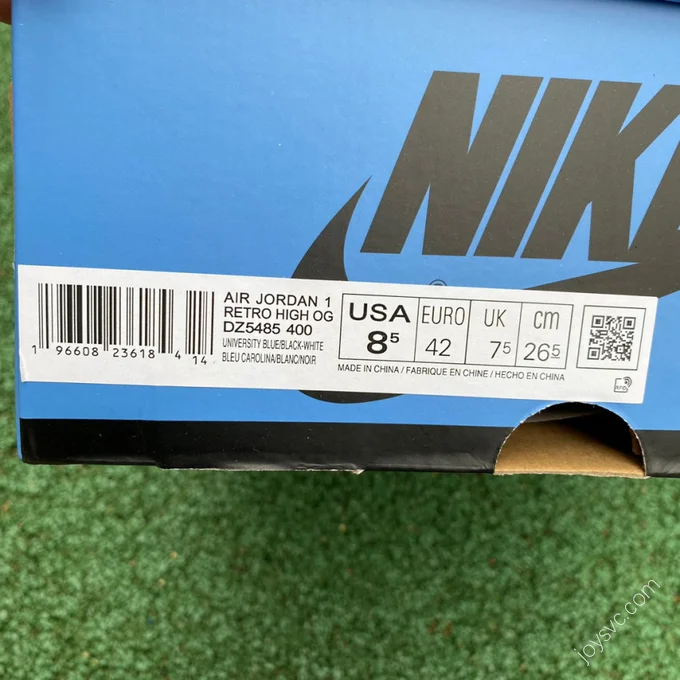 NIKE
®
AIR JORDAN 1
RETRO HIGH OG
DZ5485 400
UNIVERSITY BLUE/BLACK-WHITE
BLEU CAROLINA/BLANC/NOIR
1 96608 23618 4 14
USA
8⁵
EURO
42
UK
7⁵
cm
26⁵
MADE IN CHINA / FABRIQUE EN CHINE / HECHO EN CHINA
RFID
joysvc.com